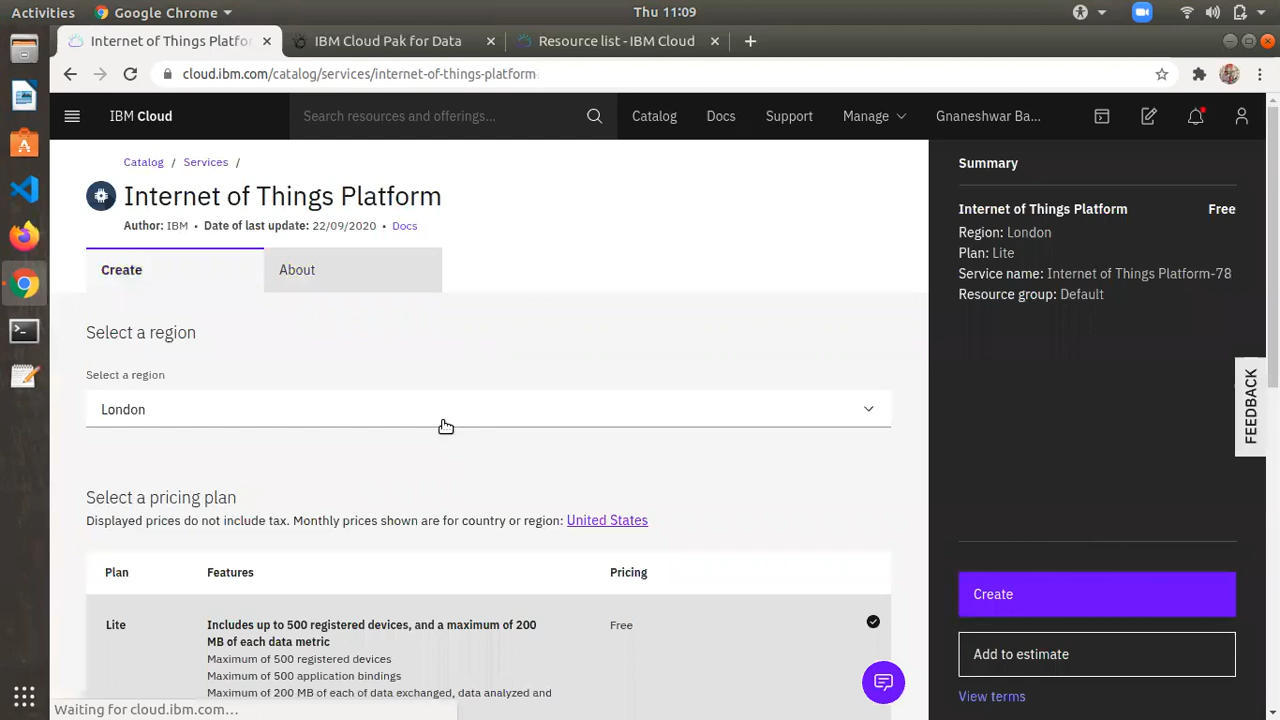 Activities
Google Chrome
Thu 11:09
Internet of Things Platfo
IBM Cloud Pak for Data
Resource list - IBM Cloud
cloud.ibm.com/catalog/services/internet-of-things-platform
IBM Cloud
Search resources and offerings...
Catalog
Docs
Support
Manage
Gnaneshwar Ba...
Catalog / Services /
Internet of Things Platform
Author: IBM • Date of last update: 22/09/2020 • Docs
Create
About
Select a region
Select a region
London
Select a pricing plan
Displayed prices do not include tax. Monthly prices shown are for country or region: United States
Plan Features Pricing
Lite Includes up to 500 registered devices, and a maximum of 200 Free
MB of each data metric
Maximum of 500 registered devices
Maximum of 500 application bindings
Maximum of 200 MB of each of data exchanged, data analyzed and
Waiting for cloud.ibm.com...
Summary
Internet of Things Platform Free
Region: London
Plan: Lite
Service name: Internet of Things Platform-78
Resource group: Default
FEEDBACK
Create
Add to estimate
View terms